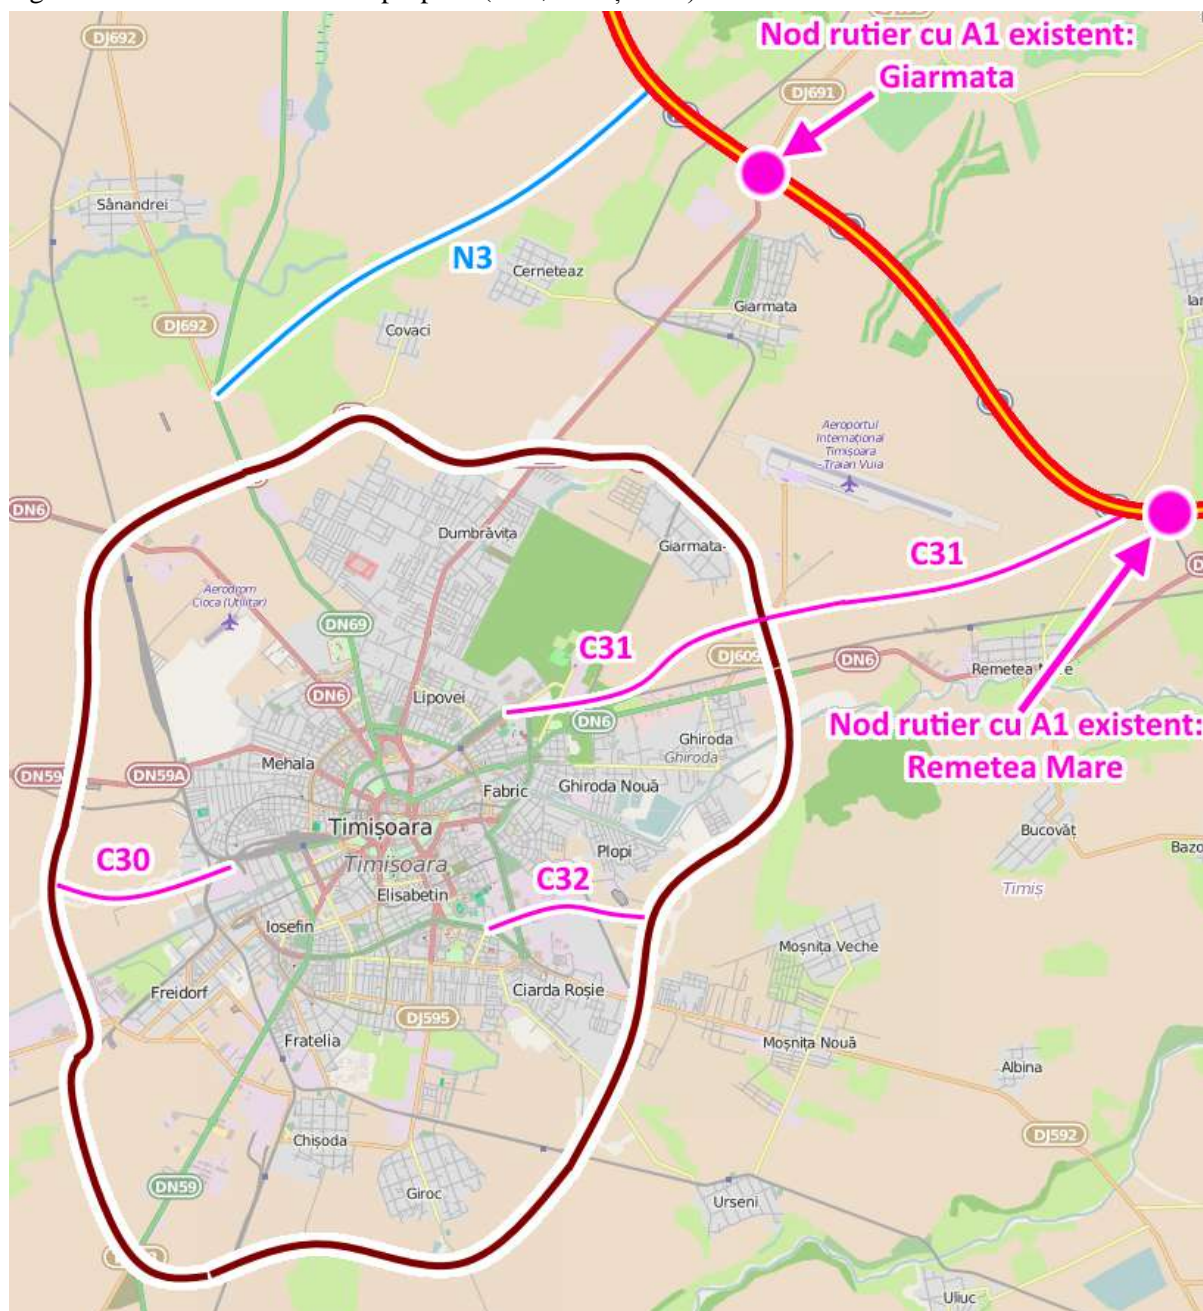 DJ692
Nod rutier cu A1 existent:
Giarmata
DJ691
Sânandrei
N3
Cerneteaz
Giarmata
DJ692
Covaci
Aeroportul
Internațional
Timișoara
-Traian Vuia
DN6
Dumbrăvița
Giarmata-
C31
Aerodrom
Cioca (Utilitar)
DN69
C31
DJ609
DN6
Remetea
DN6
Lipovei
DN6
Nod rutier cu A1 existent:
Remetea Mare
Ghiroda
Ghiroda
Mehala
DN59
DN59A
Fabric
Ghiroda Nouă
Timișoara
Timișoara
Bucovăț
Plopi
C30
C32
Elisabetin
Timiș
Iosefin
Moșnița Veche
Freidorf
Ciarda Roșie
DJ595
Fratelia
Moșnița Nouă
Albina
Chișoda
DJ592
DN59
Giroc
Urseni
Uliuc